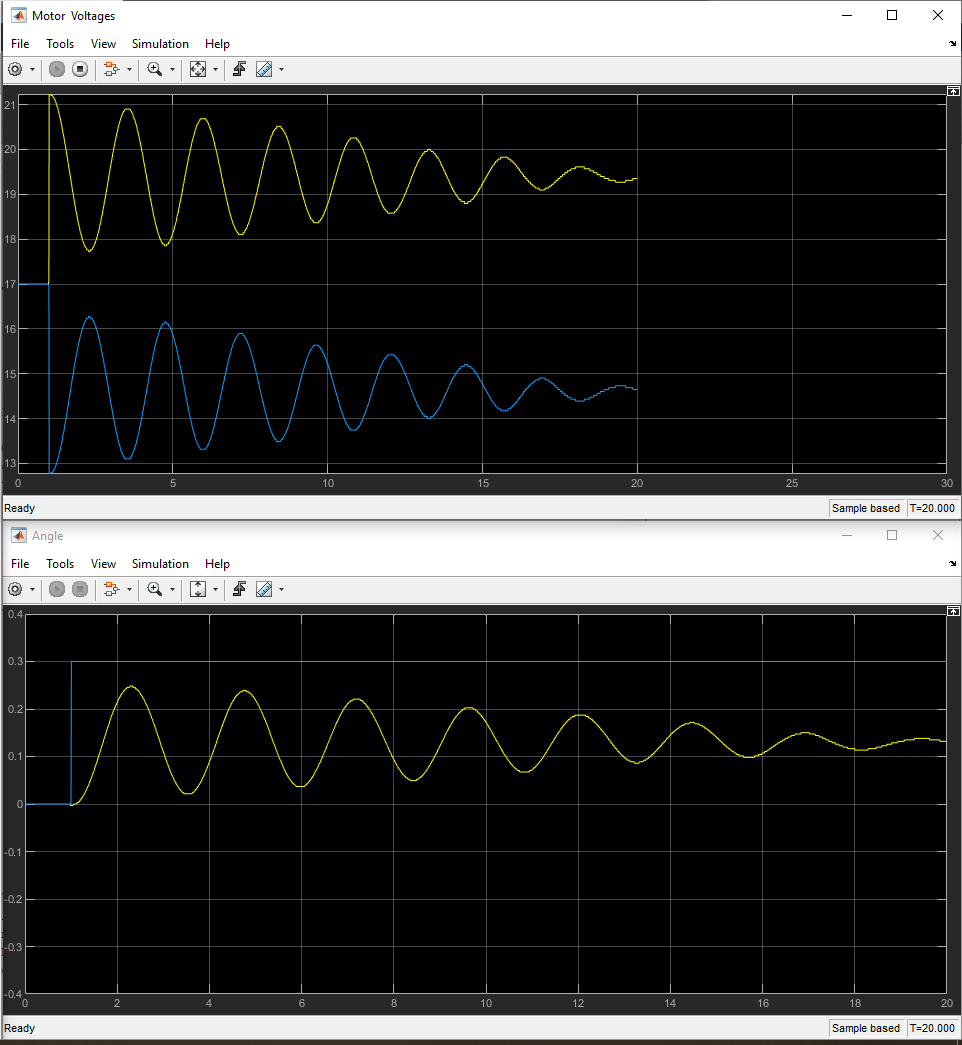 Motor Voltages
File Tools View Simulation Help
21
20
19
18
17
16
15
14
13
0 5 10 15 20 25 30
Ready Sample based T=20.000
Angle
File Tools View Simulation Help
0.4
0.3
0.2
0.1
0
-0.1
-0.2
-0.3
-0.4
0 2 4 6 8 10 12 14 16 18 20
Ready Sample based T=20.000